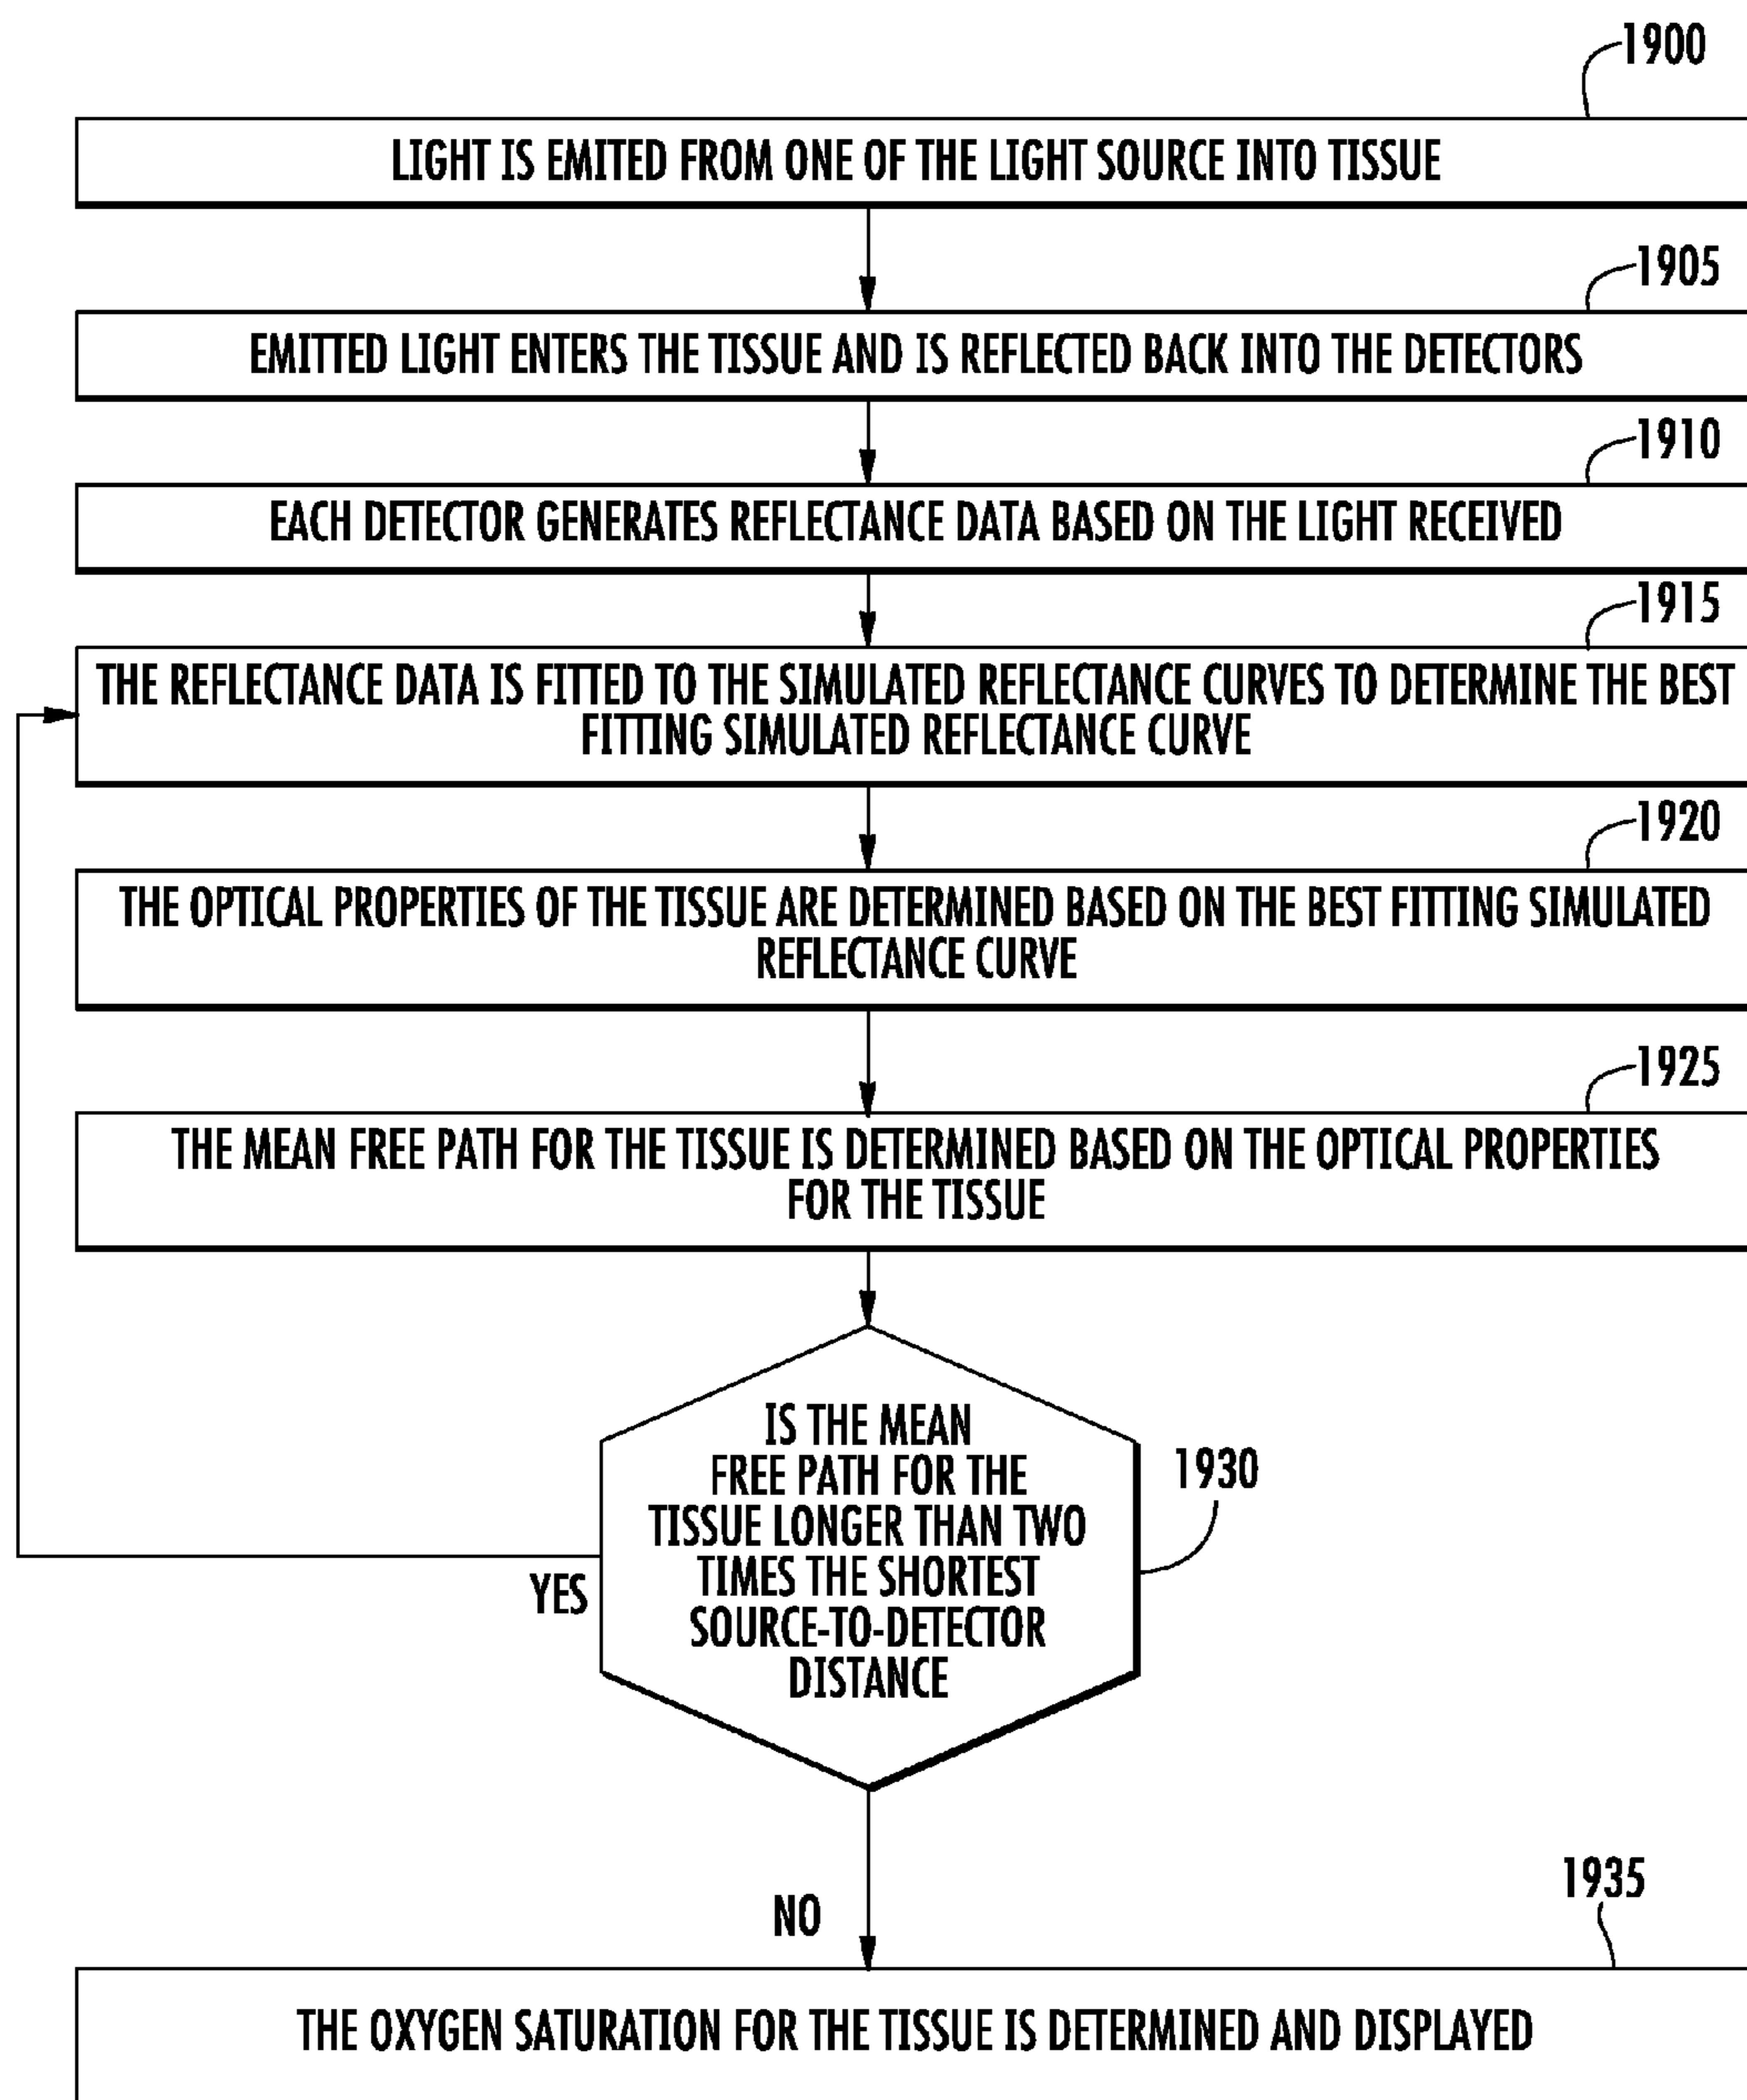 1900
LIGHT IS EMITED FROM ONE OF THE LIGHT SOURCE INTO TISSUE
1905
EMITTED LIGHT ENTERS THE TISSUE AND IS REFLECTED BACK INTO THE DETECTORS
1910
EACH DETECTOR GENERATES REFLECTANCE DATA BASED ON THE LIGHT RECEIVED
1915
THE REFLECTANCE DATA IS FITTED TO THE SIMULATED REFLECTANCE CURVES TO DETERMINE THE BEST
FITTING SIMULATED REFLECTANCE CURVE
1920
THE OPTICAL PROPERTIES OF THE TISSUE ARE DETERMINED BASED ON THE BEST FITTING SIMULATED
REFLECTANCE CURVE
1925
THE MEAN FREE PATH FOR THE TISSUE IS DETERMINED BASED ON THE OPTICAL PROPERTIES
FOR THE TISSUE
IS THE MEAN
FREE PATH FOR THE
TISSUE LONGER THAN TWO
TIMES THE SHORTEST
SOURCE-TO-DETECTOR
DISTANCE
1930
YES
NO
1935
THE OXYGEN SATURATION FOR THE TISSUE IS DETERMINED AND DISPLAYED